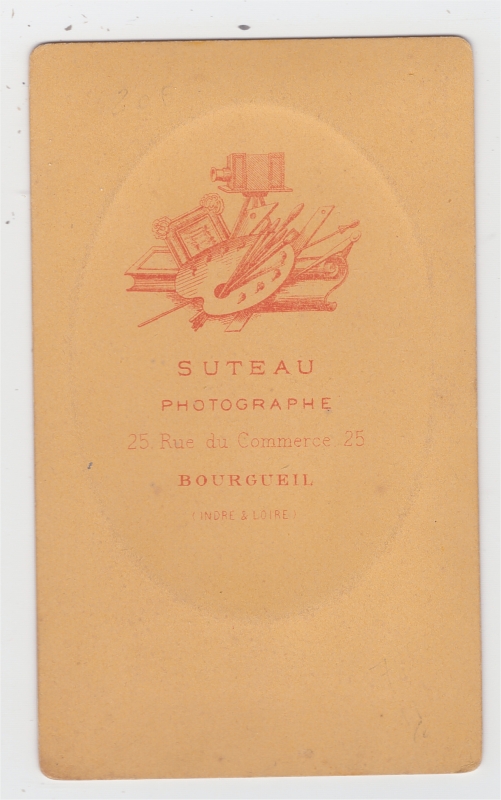 SUTEAU
PHOTOGRAPHE
25. Rue du Commerce. 25
BOURGUEIL
(INDRE & LOIRE)